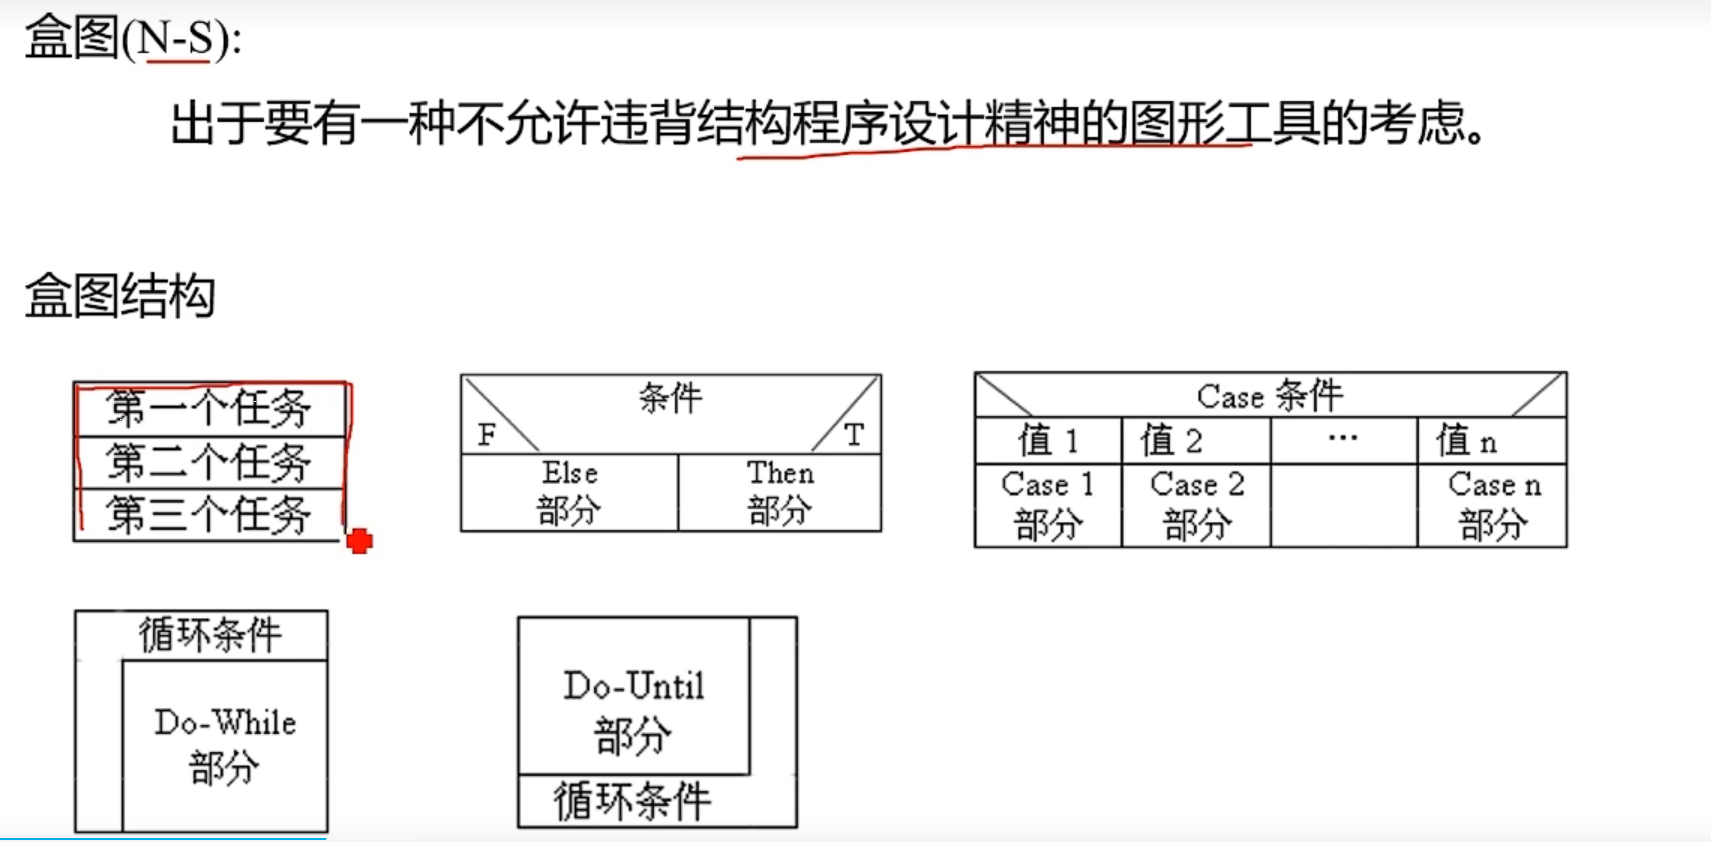 盒图(N-S):
出于要有一种不允许违背结构程序设计精神的图形工具的考虑。
盒图结构
第一个任务
第二个任务
第三个任务
条件
F
T
Else
部分
Then
部分
Case 条件
值 1
值 2
…
值 n
Case 1
部分
Case 2
部分
Case n
部分
循环条件
Do-While
部分
Do-Until
部分
循环条件